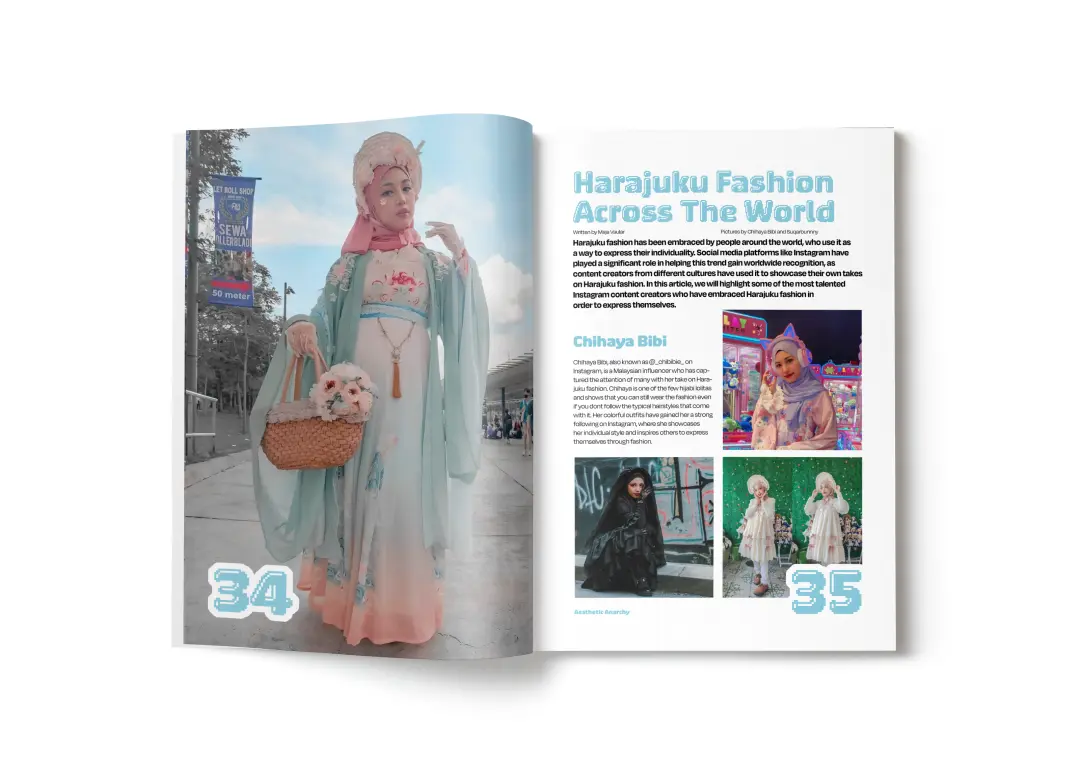 LET ROLL SHOP
SEWA
50 meter
34
Harajuku Fashion
Across The World
Written by Maja Vauler
Pictures by Chihaya Bibi and Sugarbunny.
Harajuku fashion has been embraced by people around the world, who use it as
a way to express their individuality. Social media platforms like Instagram have
played a significant role in helping this trend gain worldwide recognition, as
content creators from different cultures have used it to showcase their own takes
on Harajuku fashion. In this article, we will highlight some of the most talented
Instagram content creators who have embraced Harajuku fashion in
order to express themselves.
Chihaya Bibi
Chihaya Bibi, also known as @_chibibie_ on
Instagram, is a Malaysian influencer who has cap-
tured the attention of many with her take on Hara-
juku fashion. Chihaya is one of the few hijabi lolitas
and shows that you can still wear the fashion even
if you dont follow the typical hairstyles that come
with it. Her colorful outfits have gained her a strong
following on Instagram, where she showcases
her individual style and inspires others to express
themselves through fashion.
Aesthetic Anarchy
35